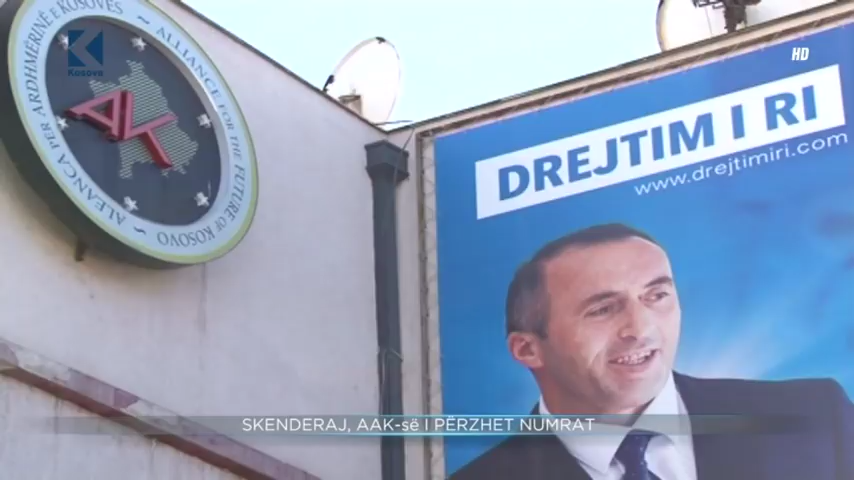 ALEANCA PËR ARDHMËRINË E KOSOVËS ~ ALLIANCE FOR THE FUTURE OF KOSOVO ~
K
Kosova
AAK
HD
DREJTIM I RI
www.drejtimiri.com
SKENDERAJ, AAK-së I PËRZHET NUMRAT